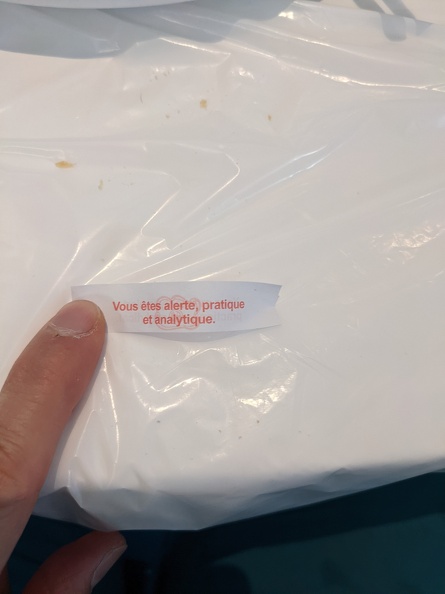 Vous êtes alerte, pratique
et analytique.